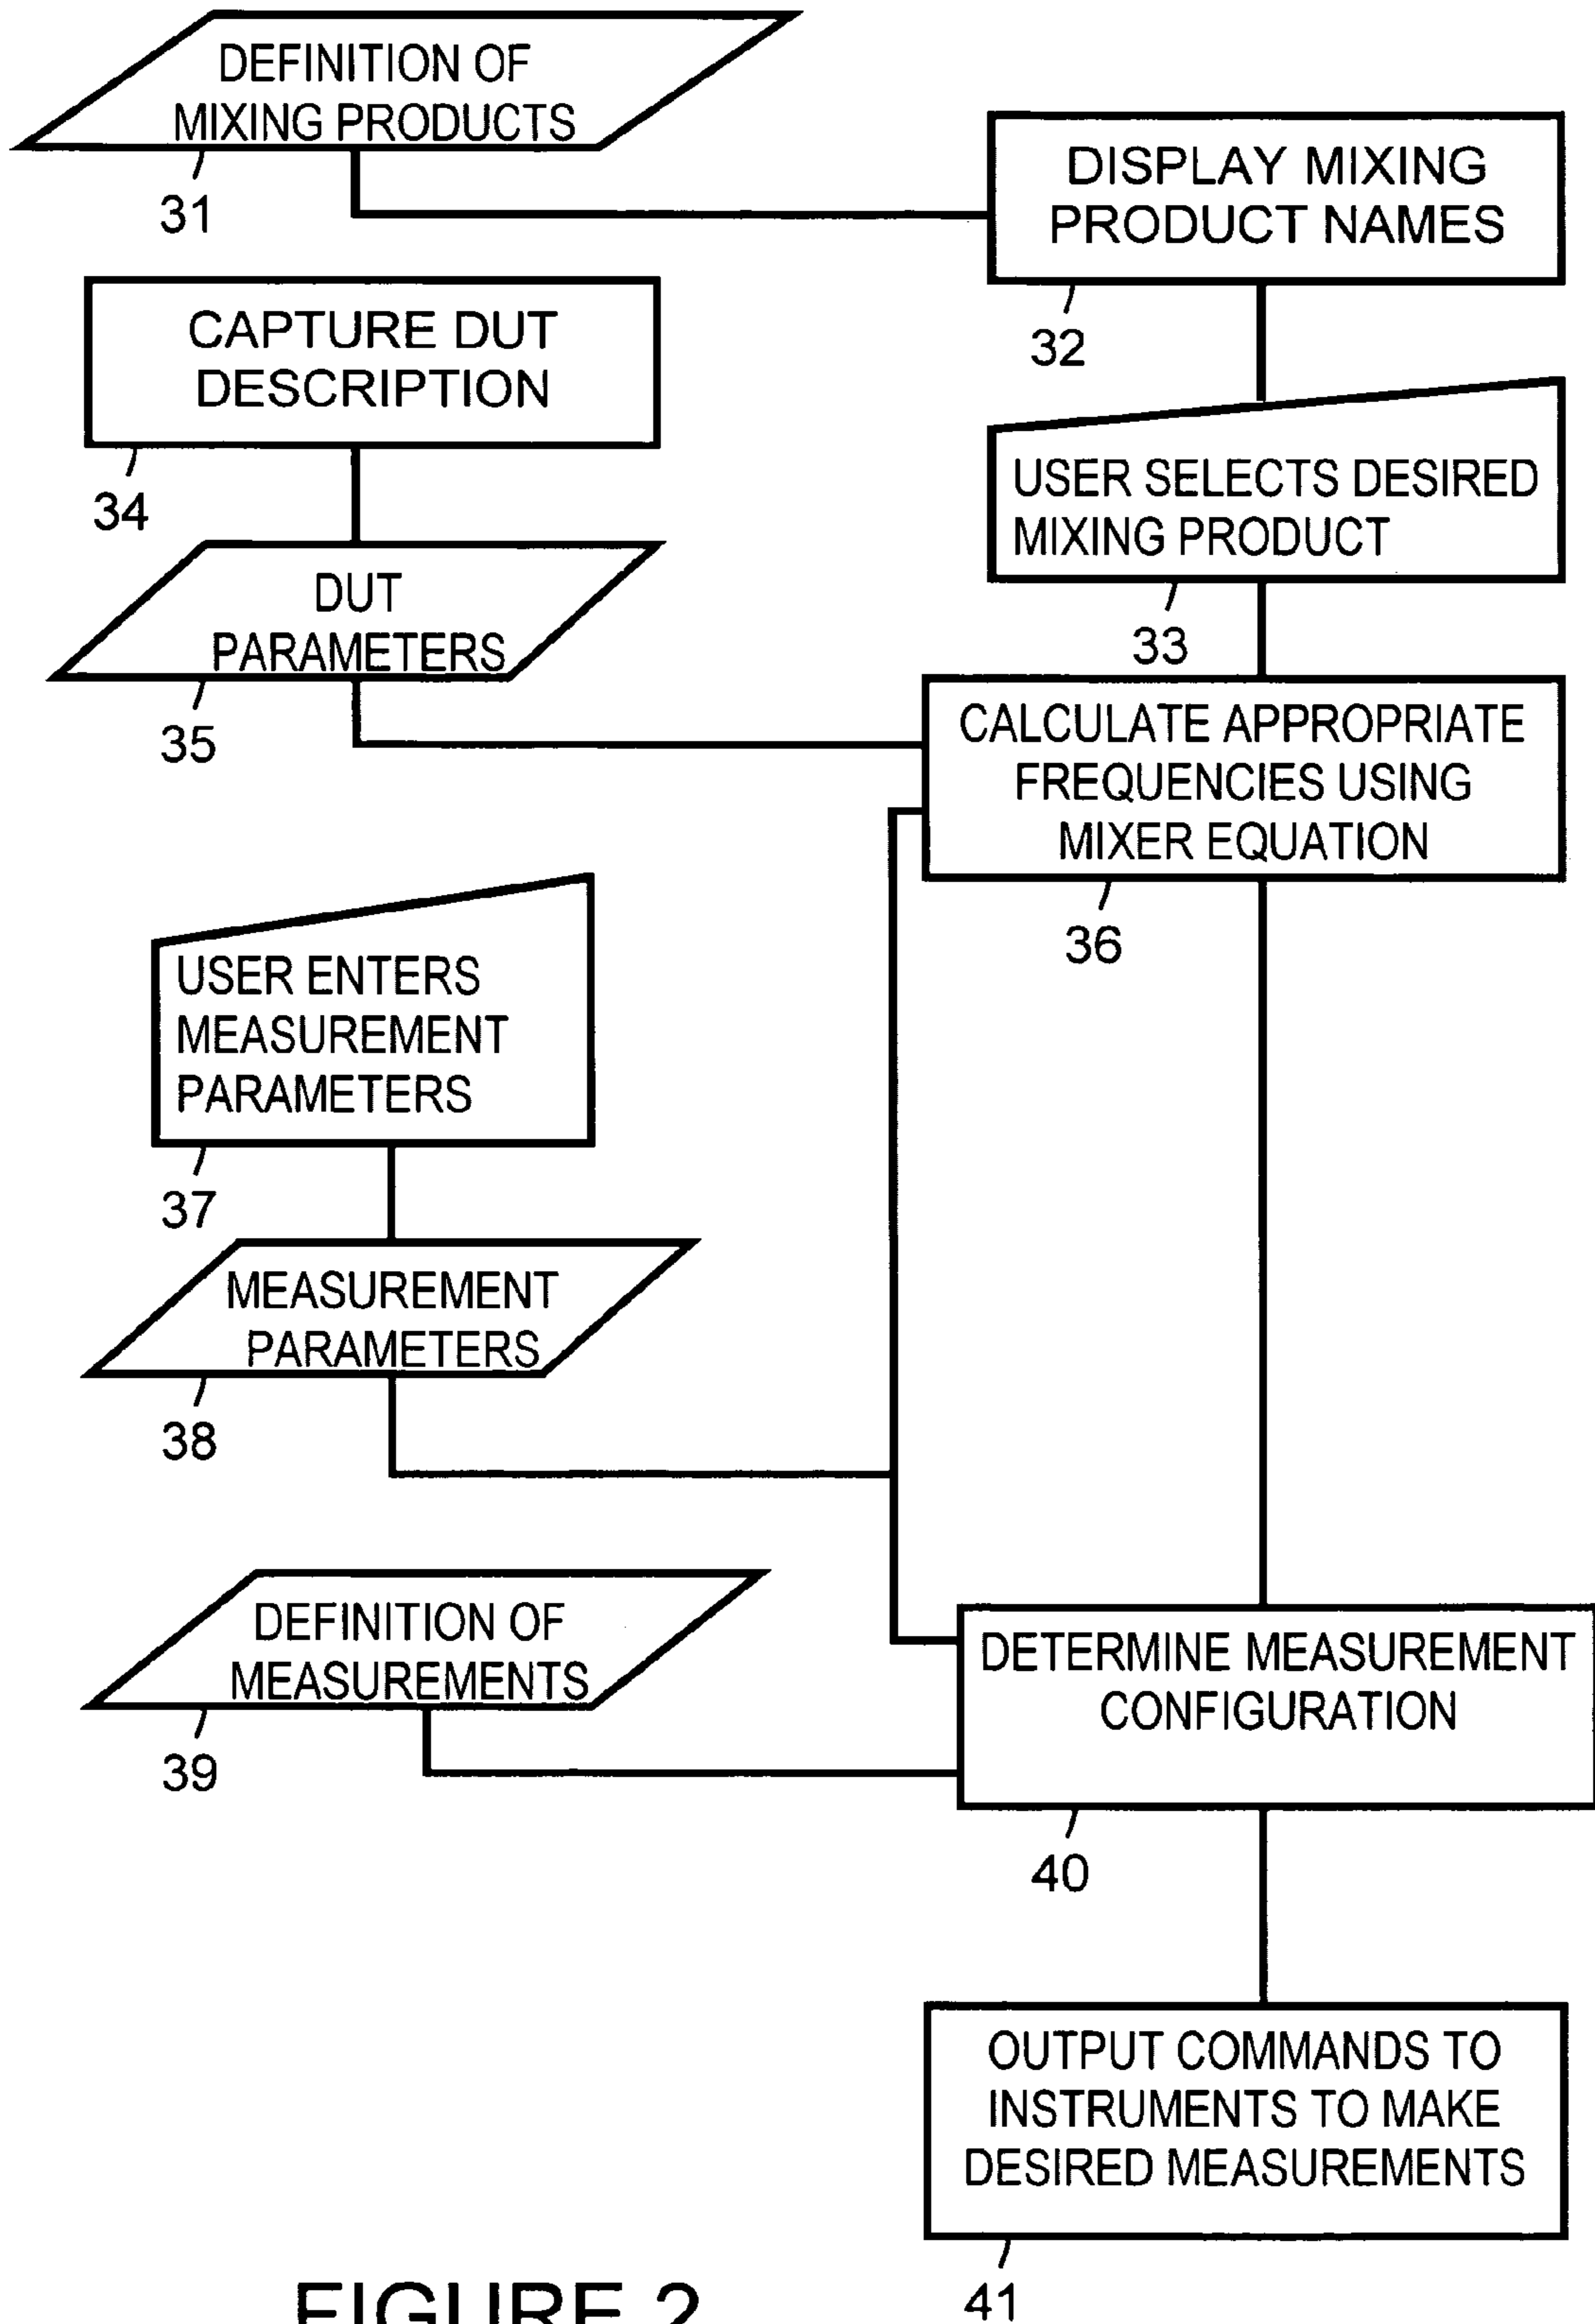 DEFINITION OF
MIXING PRODUCTS
31
DISPLAY MIXING
PRODUCT NAMES
32
CAPTURE DUT
DESCRIPTION
34
USER SELECTS DESIRED
MIXING PRODUCT
33
DUT
PARAMETERS
35
CALCULATE APPROPRIATE
FREQUENCIES USING
MIXER EQUATION
36
USER ENTERS
MEASUREMENT
PARAMETERS
37
MEASUREMENT
PARAMETERS
38
DEFINITION OF
MEASUREMENTS
39
DETERMINE MEASUREMENT
CONFIGURATION
40
OUTPUT COMMANDS TO
INSTRUMENTS TO MAKE
DESIRED MEASUREMENTS
41
FIGURE 2